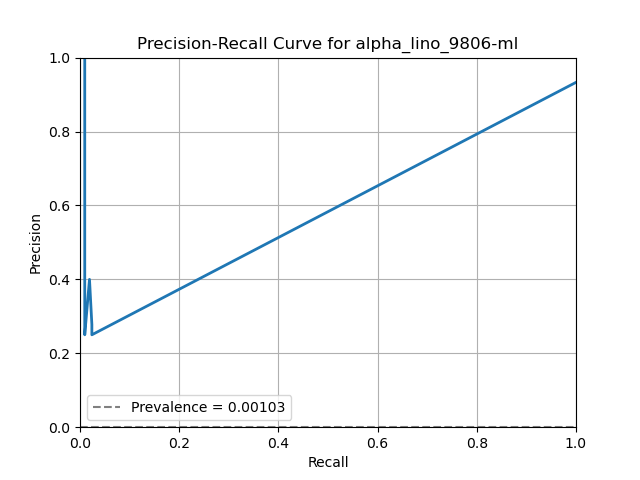 Precision-Recall Curve for alpha_lino_9806-ml
1.0
0.8
0.6
0.4
0.2
0.0
Precision
Prevalence = 0.00103
0.0 0.2 0.4 0.6 0.8 1.0
Recall